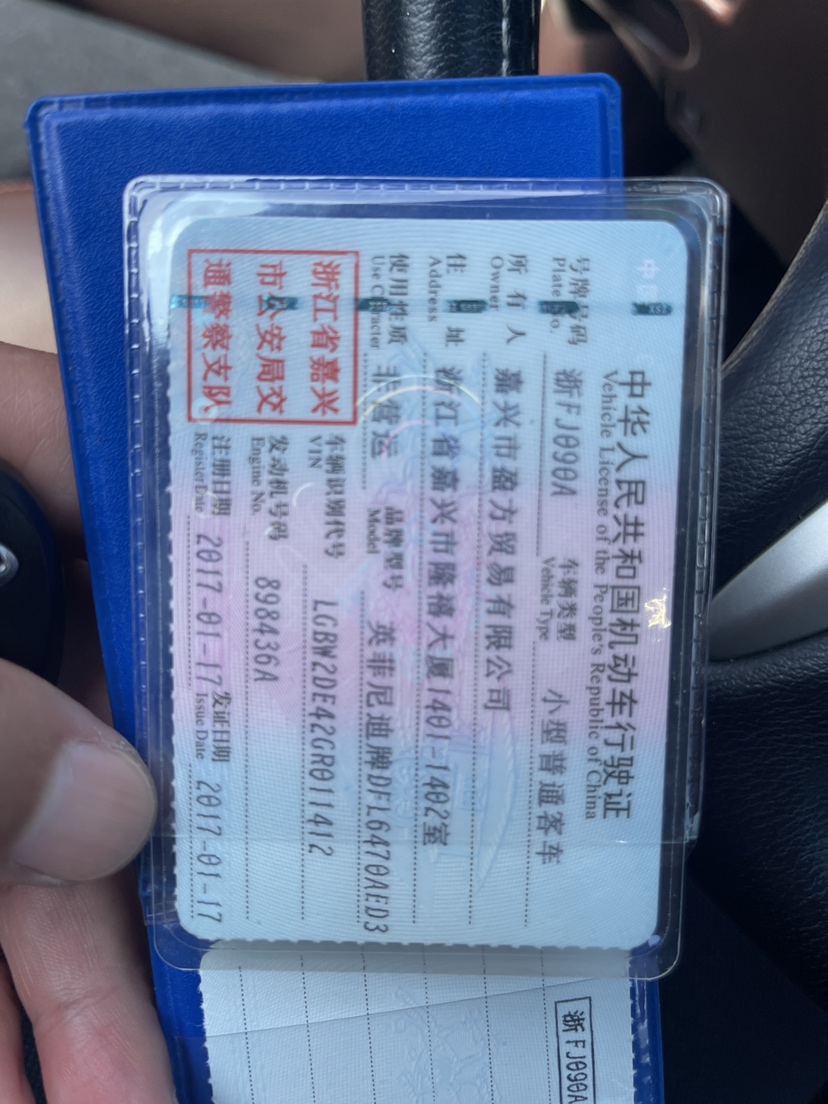 中华人民共和国机动车行驶证
Vehicle License of the People's Republic of China
号牌号码 浙FJ090A 车辆类型 小型普通客车
Plate No. Vehicle Type
所有人 嘉兴市盈方贸易有限公司
Owner
住址 浙江省嘉兴市隆禧大厦1401-1402室
Address
使用性质 非营运 品牌型号 英菲尼迪牌DFL6470AED3
Use Character Model
浙江省嘉兴
市公安局交
通警察支队
车辆识别代号 LGBW2DE42GR011412
VIN
发动机号码 898436A
Engine No.
注册日期 2017-01-17 发证日期 2017-01-17
Register Date Issue Date
浙FJ090A